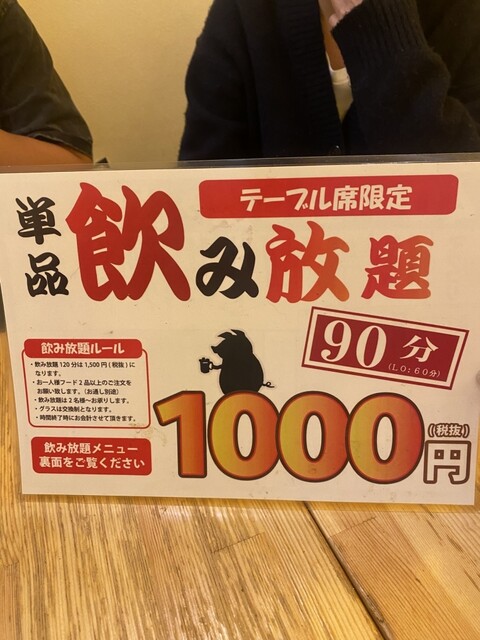 テーブル席限定
単品飲み放題
90分
(LO:60分)
飲み放題ルール
・飲み放題120分は1,500円(税抜)に
なります。
・お一人様フード2品以上のご注文を
お願い致します。(お通し別途)
・飲み放題は2名様〜お承りします。
・グラスは交換制となります。
・時間終了時にお会計させて頂きます。
飲み放題メニュー
裏面をご覧ください
1000円
(税抜)